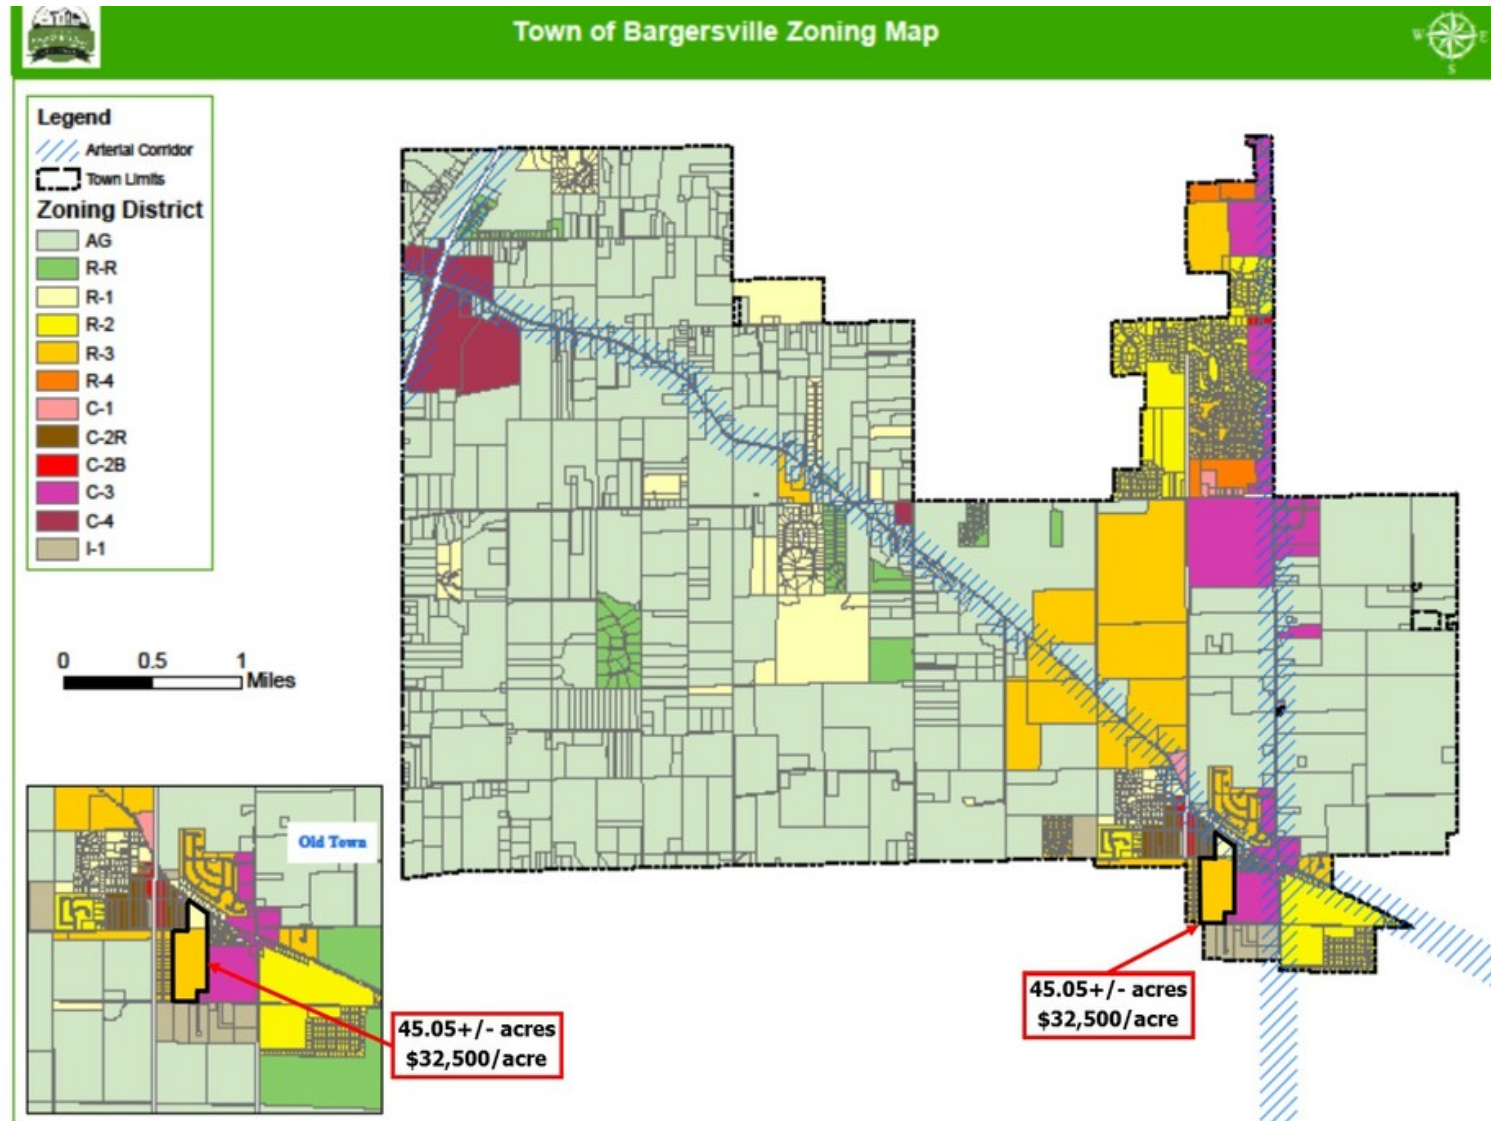 Town of Bargersville Zoning Map
W E
S
Legend
Arterial Corridor
Town Limits
Zoning District
AG
R-R
R-1
R-2
R-3
R-4
C-1
C-2R
C-2B
C-3
C-4
I-1
0 0.5 1
Miles
Old Town
45.05+/- acres
$32,500/acre
45.05+/- acres
$32,500/acre